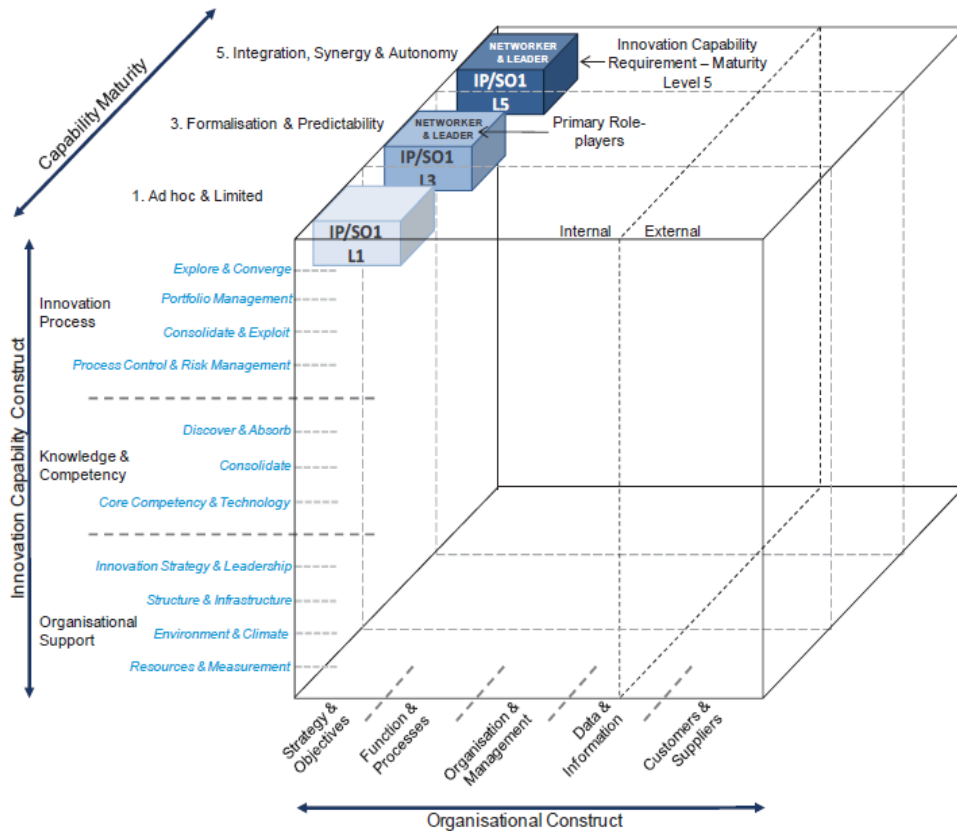 Capability Maturity
5. Integration, Synergy & Autonomy
NETWORKER
& LEADER
IP/SO1
L5
Innovation Capability
Requirement – Maturity
Level 5
3. Formalisation & Predictability
NETWORKER
& LEADER
IP/SO1
L3
Primary Role-
players
1. Ad hoc & Limited
IP/SO1
L1
Internal
External
Innovation Capability Construct
Innovation
Process
Explore & Converge
Portfolio Management
Consolidate & Exploit
Process Control & Risk Management
Knowledge &
Competency
Discover & Absorb
Consolidate
Core Competency & Technology
Organisational
Support
Innovation Strategy & Leadership
Structure & Infrastructure
Environment & Climate
Resources & Measurement
Strategy &
Objectives
Function &
Processes
Organisation &
Management
Data &
Information
Customers &
Suppliers
Organisational Construct